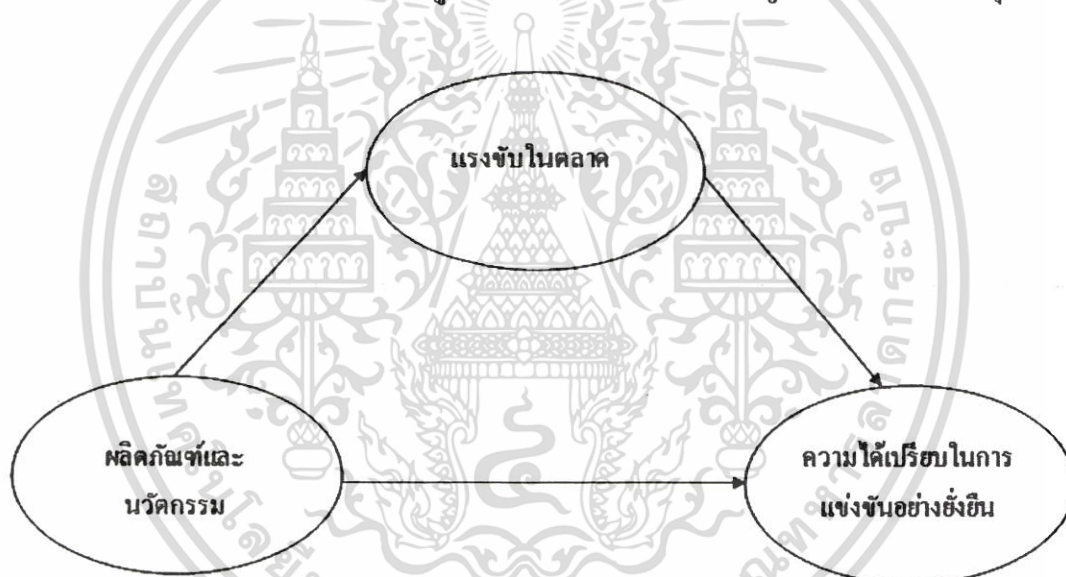 แรงขับในตลาด
ผลิตภัณฑ์และ
นวัตกรรม
ความได้เปรียบในการ
แข่งขันอย่างยั่งยืน